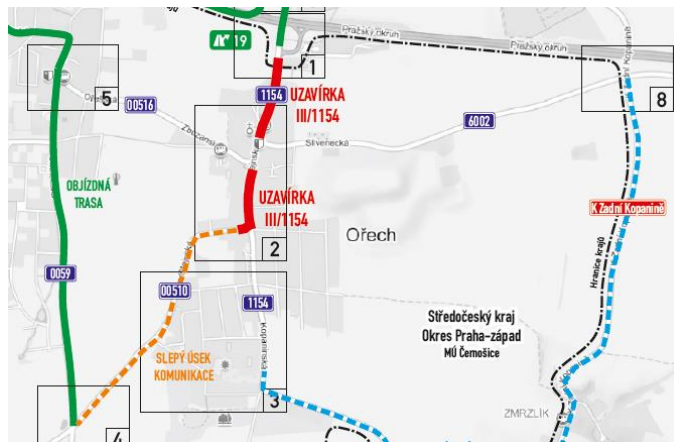 Pražský okruh
19
Pražský okruh
1
1154
UZAVÍRKA
III/1154
5
00516
8
6002
Slivenecká
OBJÍZDNÁ
TRASA
UZAVÍRKA
III/1154
K Zadní Kopanině
Ořech
2
Hranice krajů
0059
00510
1154
Středočeský kraj
Okres Praha-západ
MÚ Černošice
Kopaninská
SLEPÝ ÚSEK
KOMUNIKACE
3
ZMRZLÍK
4